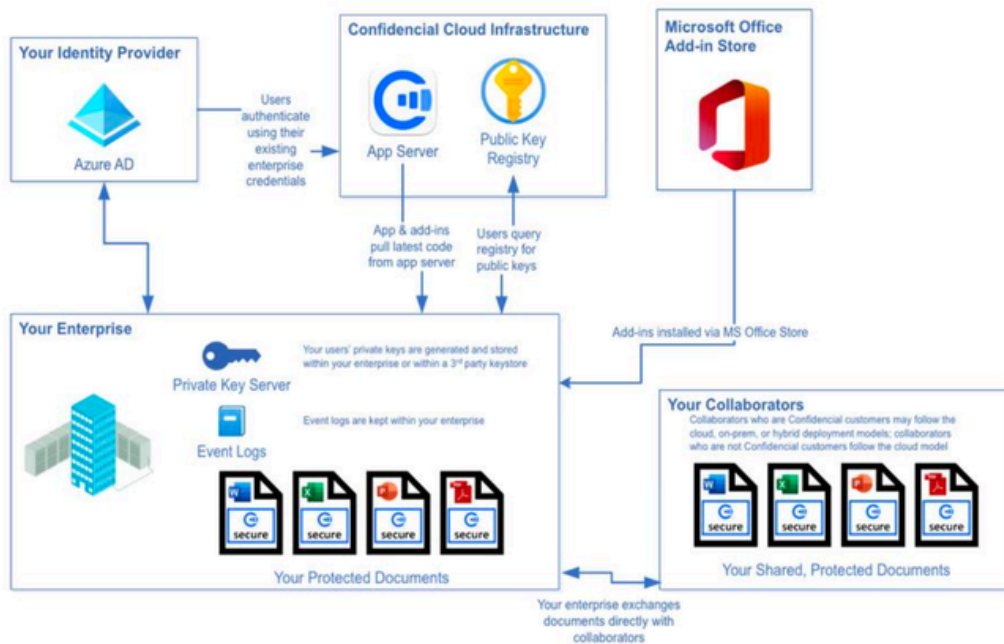 Your Identity Provider
Azure AD
Users
authenticate
using their
existing
enterprise
credentials
Confidencial Cloud Infrastructure
App Server
Public Key
Registry
Microsoft Office
Add-in Store
App & add-ins
pull latest code
from app server
Users query
registry for
public keys
Add-ins installed via MS Office Store
Your Enterprise
Private Key Server
Your users' private keys are generated and stored
within your enterprise or within a 3rd party keystore
Event Logs
Event logs are kept within your enterprise
W
secure
X
secure
P
secure
secure
Your Protected Documents
Your Collaborators
Collaborators who are Confidencial customers may follow the
cloud, on-prem, or hybrid deployment models; collaborators
who are not Confidencial customers follow the cloud model
W
secure
X
secure
P
secure
secure
Your Shared, Protected Documents
Your enterprise exchanges
documents directly with
collaborators